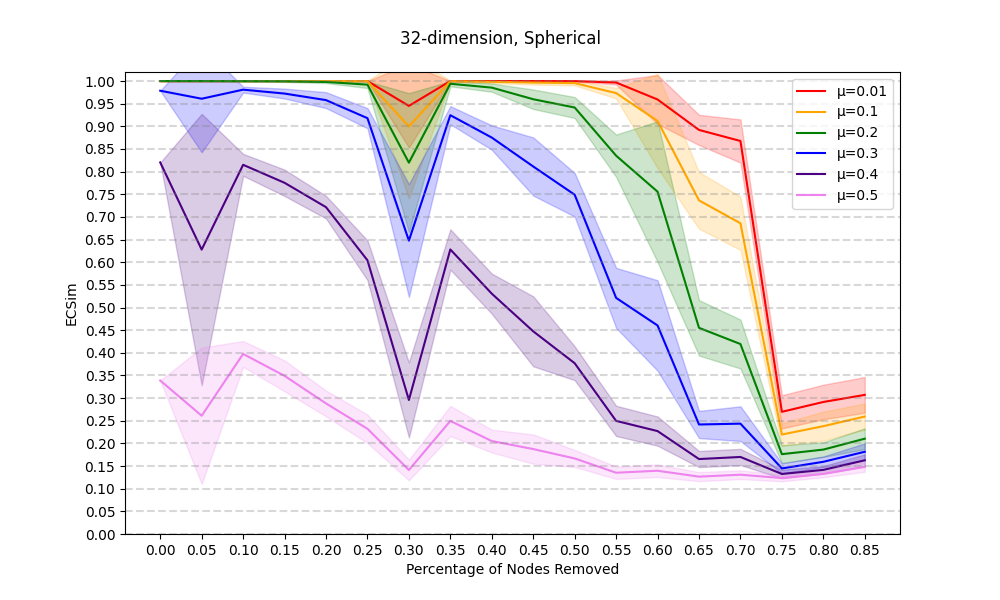 32-dimension, Spherical
1.00
0.95
0.90
0.85
0.80
0.75
0.70
0.65
0.60
0.55
0.50
0.45
0.40
0.35
0.30
0.25
0.20
0.15
0.10
0.05
0.00
ECSim
μ=0.01
μ=0.1
μ=0.2
μ=0.3
μ=0.4
μ=0.5
0.00 0.05 0.10 0.15 0.20 0.25 0.30 0.35 0.40 0.45 0.50 0.55 0.60 0.65 0.70 0.75 0.80 0.85
Percentage of Nodes Removed